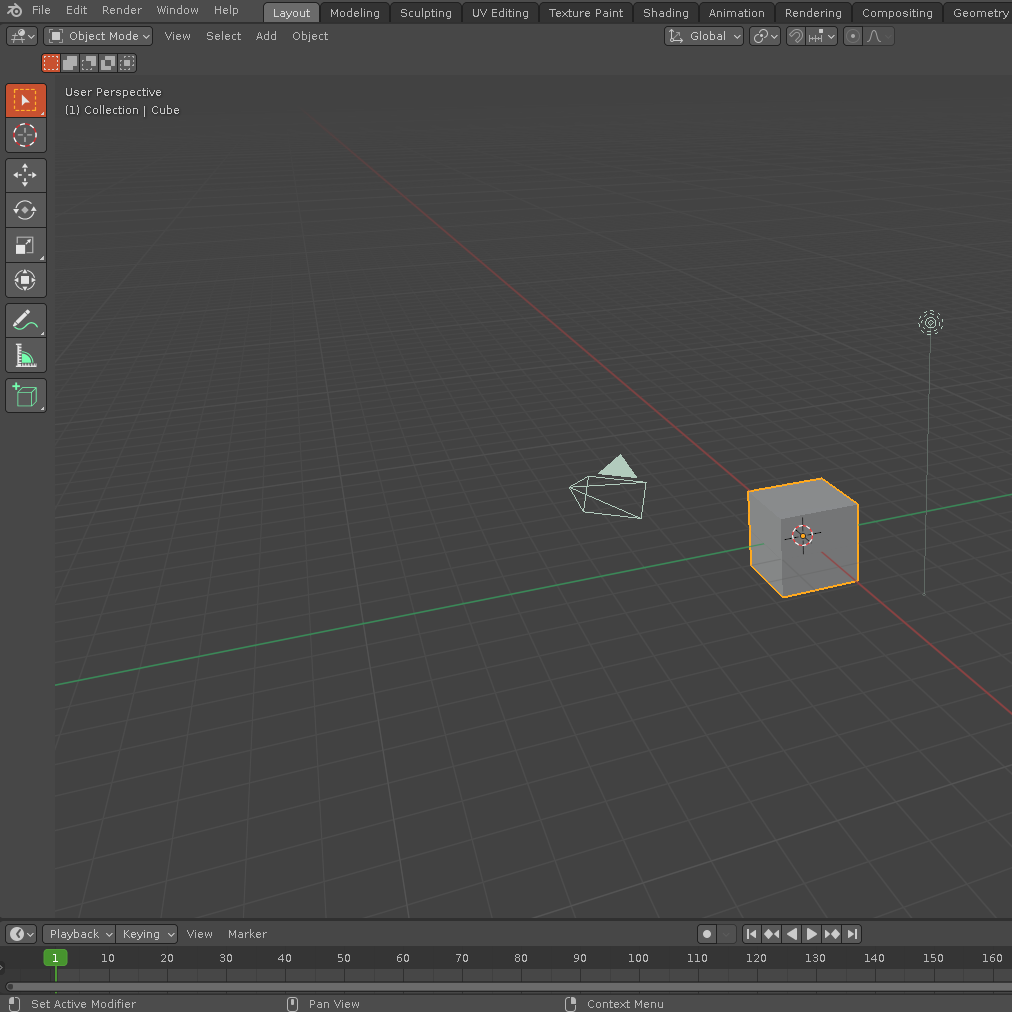 File Edit Render Window Help Layout Modeling Sculpting UV Editing Texture Paint Shading Animation Rendering Compositing Geometry
Object Mode View Select Add Object Global
User Perspective
(1) Collection | Cube
Playback Keying View Marker
1 10 20 30 40 50 60 70 80 90 100 110 120 130 140 150 160
Set Active Modifier Pan View Context Menu